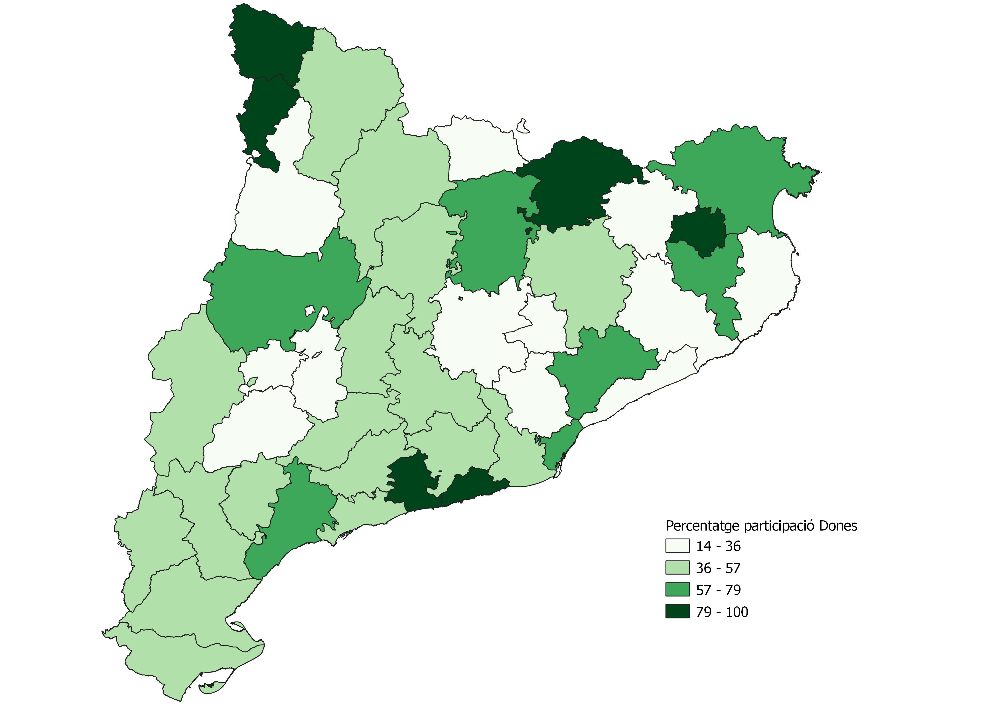 Percentatge participació Dones
14 - 36
36 - 57
57 - 79
79 - 100